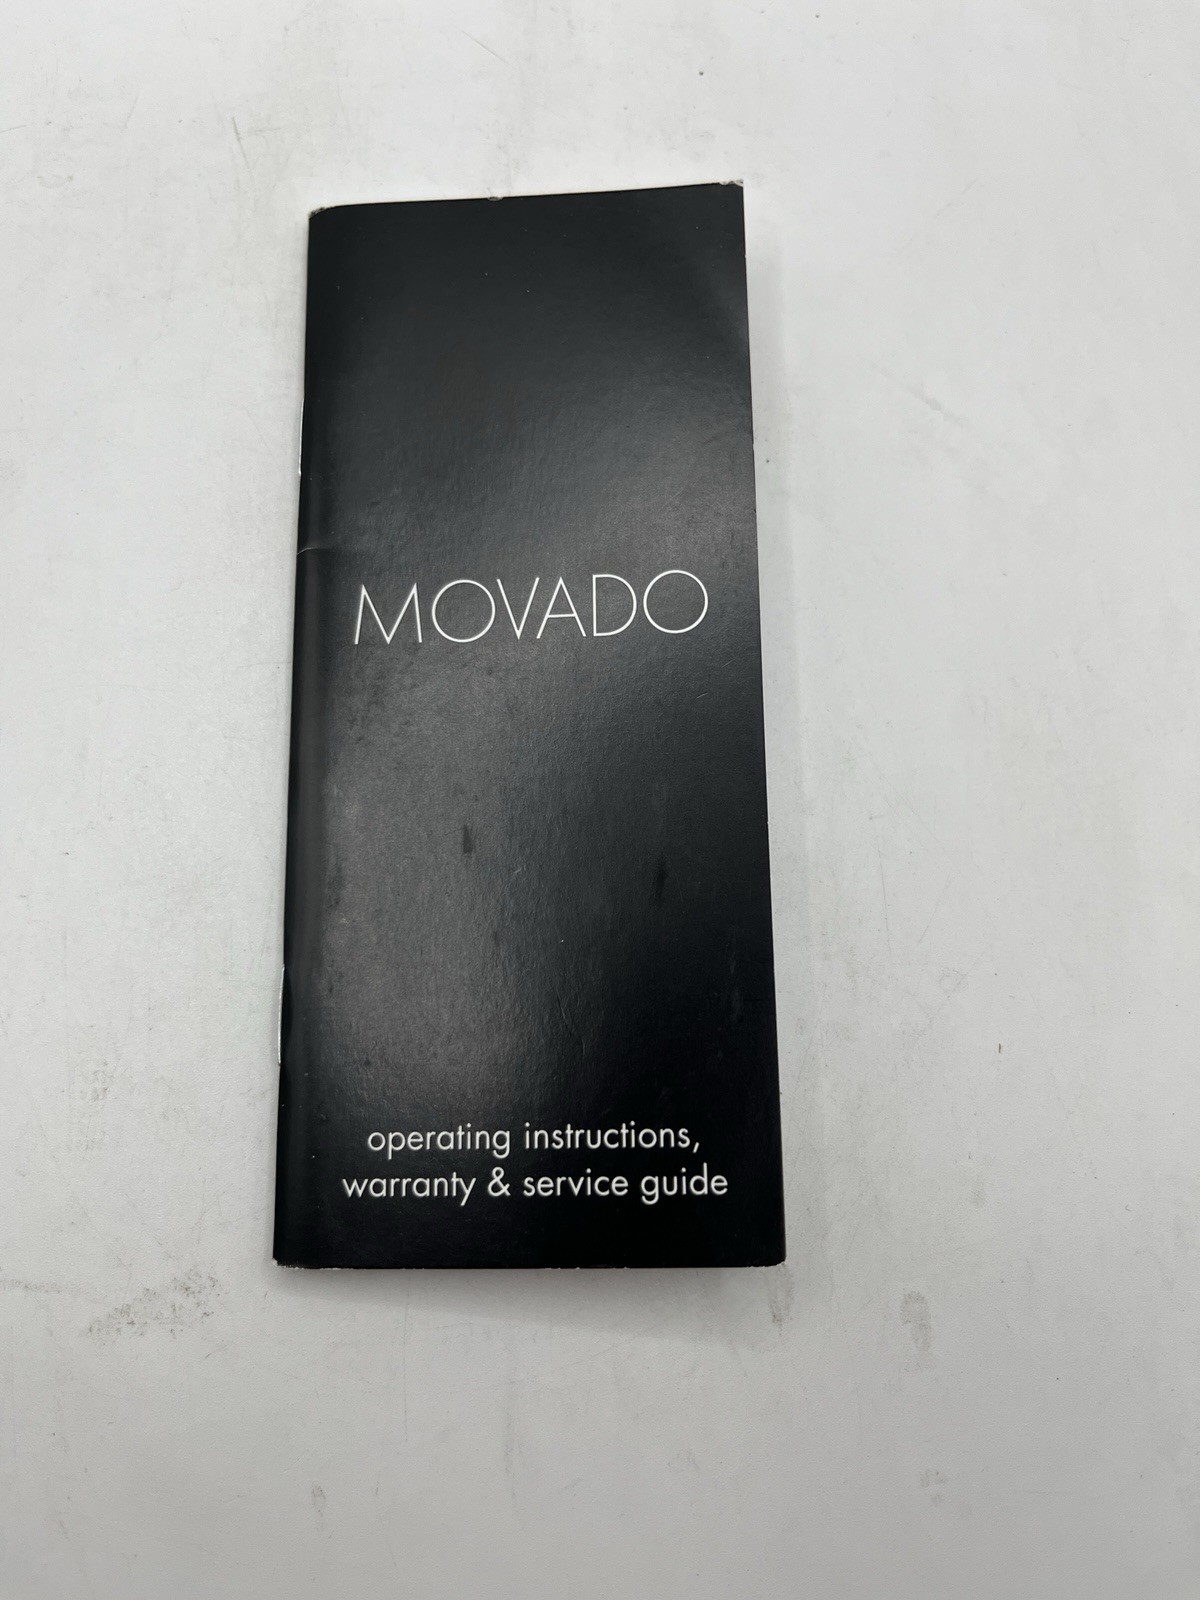 MOVADO
operating instructions,
warranty & service guide